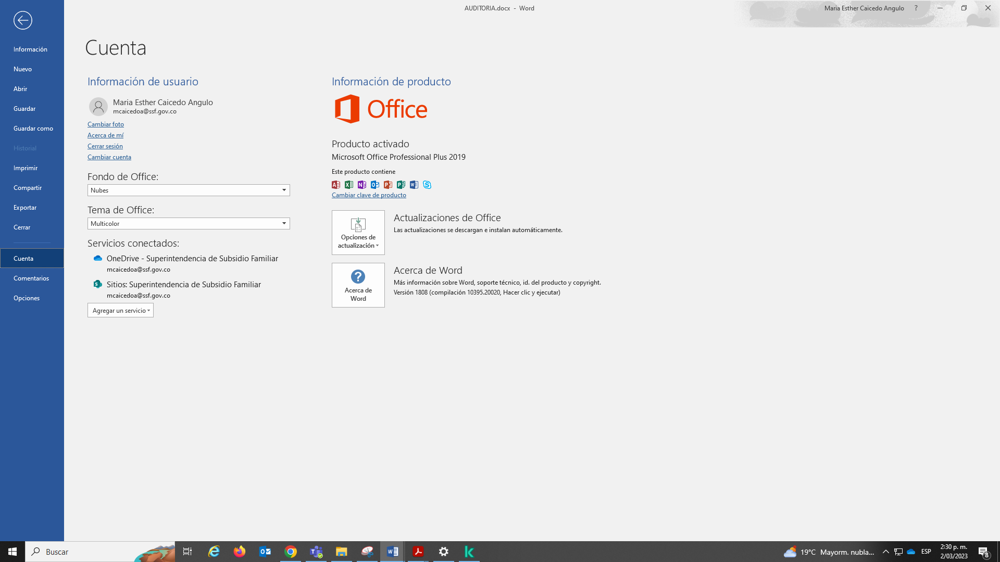 AUDITORIA.docx - Word
Maria Esther Caicedo Angulo ?
Información
Nuevo
Abrir
Guardar
Guardar como
Historial
Imprimir
Compartir
Exportar
Cerrar
Cuenta
Comentarios
Opciones
Cuenta
Información de usuario
Maria Esther Caicedo Angulo
mcaicedoa@ssf.gov.co
Cambiar foto
Acerca de mí
Cerrar sesión
Cambiar cuenta
Fondo de Office:
Nubes
Tema de Office:
Multicolor
Servicios conectados:
OneDrive - Superintendencia de Subsidio Familiar
mcaicedoa@ssf.gov.co
Sitios: Superintendencia de Subsidio Familiar
mcaicedoa@ssf.gov.co
Agregar un servicio
Información de producto
Office
Producto activado
Microsoft Office Professional Plus 2019
Este producto contiene
Cambiar clave de producto
Opciones de
actualización
Actualizaciones de Office
Las actualizaciones se descargan e instalan automáticamente.
Acerca de
Word
Acerca de Word
Más información sobre Word, soporte técnico, id. del producto y copyright.
Versión 1808 (compilación 10395.20020, Hacer clic y ejecutar)
Buscar
19°C Mayorm. nubla...
ESP
2:30 p. m.
2/03/2023
8